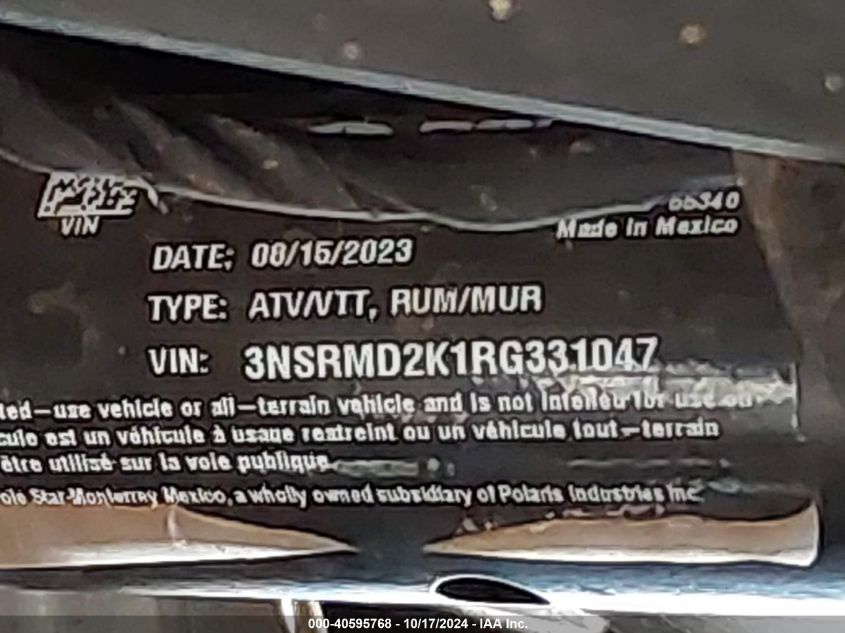 VIN
66340
Made in Mexico
DATE: 08/15/2023
TYPE: ATV/VTT, RUM/MUR
VIN: 3NSRMD2K1RG331047
ted-use vehicle or all-terrain vehicle and is not intended for use on
cule est un véhicule à usage restreint ou un véhicule tout-terrain
être utilisé sur la voie publique
ole Star Monterrey Mexico, a wholly owned subsidiary of Polaris Industries Inc.
000-40595768 - 10/17/2024 - IAA Inc.